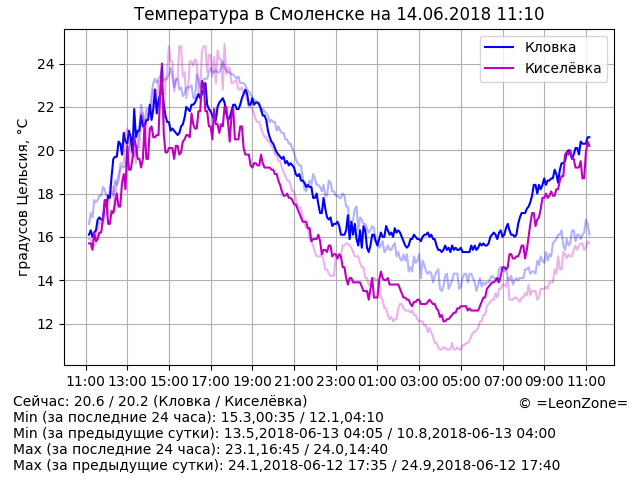 Температура в Смоленске на 14.06.2018 11:10
Кловка
Киселёвка
градусов Цельсия, °C
24
22
20
18
16
14
12
11:00 13:00 15:00 17:00 19:00 21:00 23:00 01:00 03:00 05:00 07:00 09:00 11:00
Сейчас: 20.6 / 20.2 (Кловка / Киселёвка)
© =LeonZone=
Min (за последние 24 часа): 15.3,00:35 / 12.1,04:10
Min (за предыдущие сутки): 13.5,2018-06-13 04:05 / 10.8,2018-06-13 04:00
Max (за последние 24 часа): 23.1,16:45 / 24.0,14:40
Max (за предыдущие сутки): 24.1,2018-06-12 17:35 / 24.9,2018-06-12 17:40